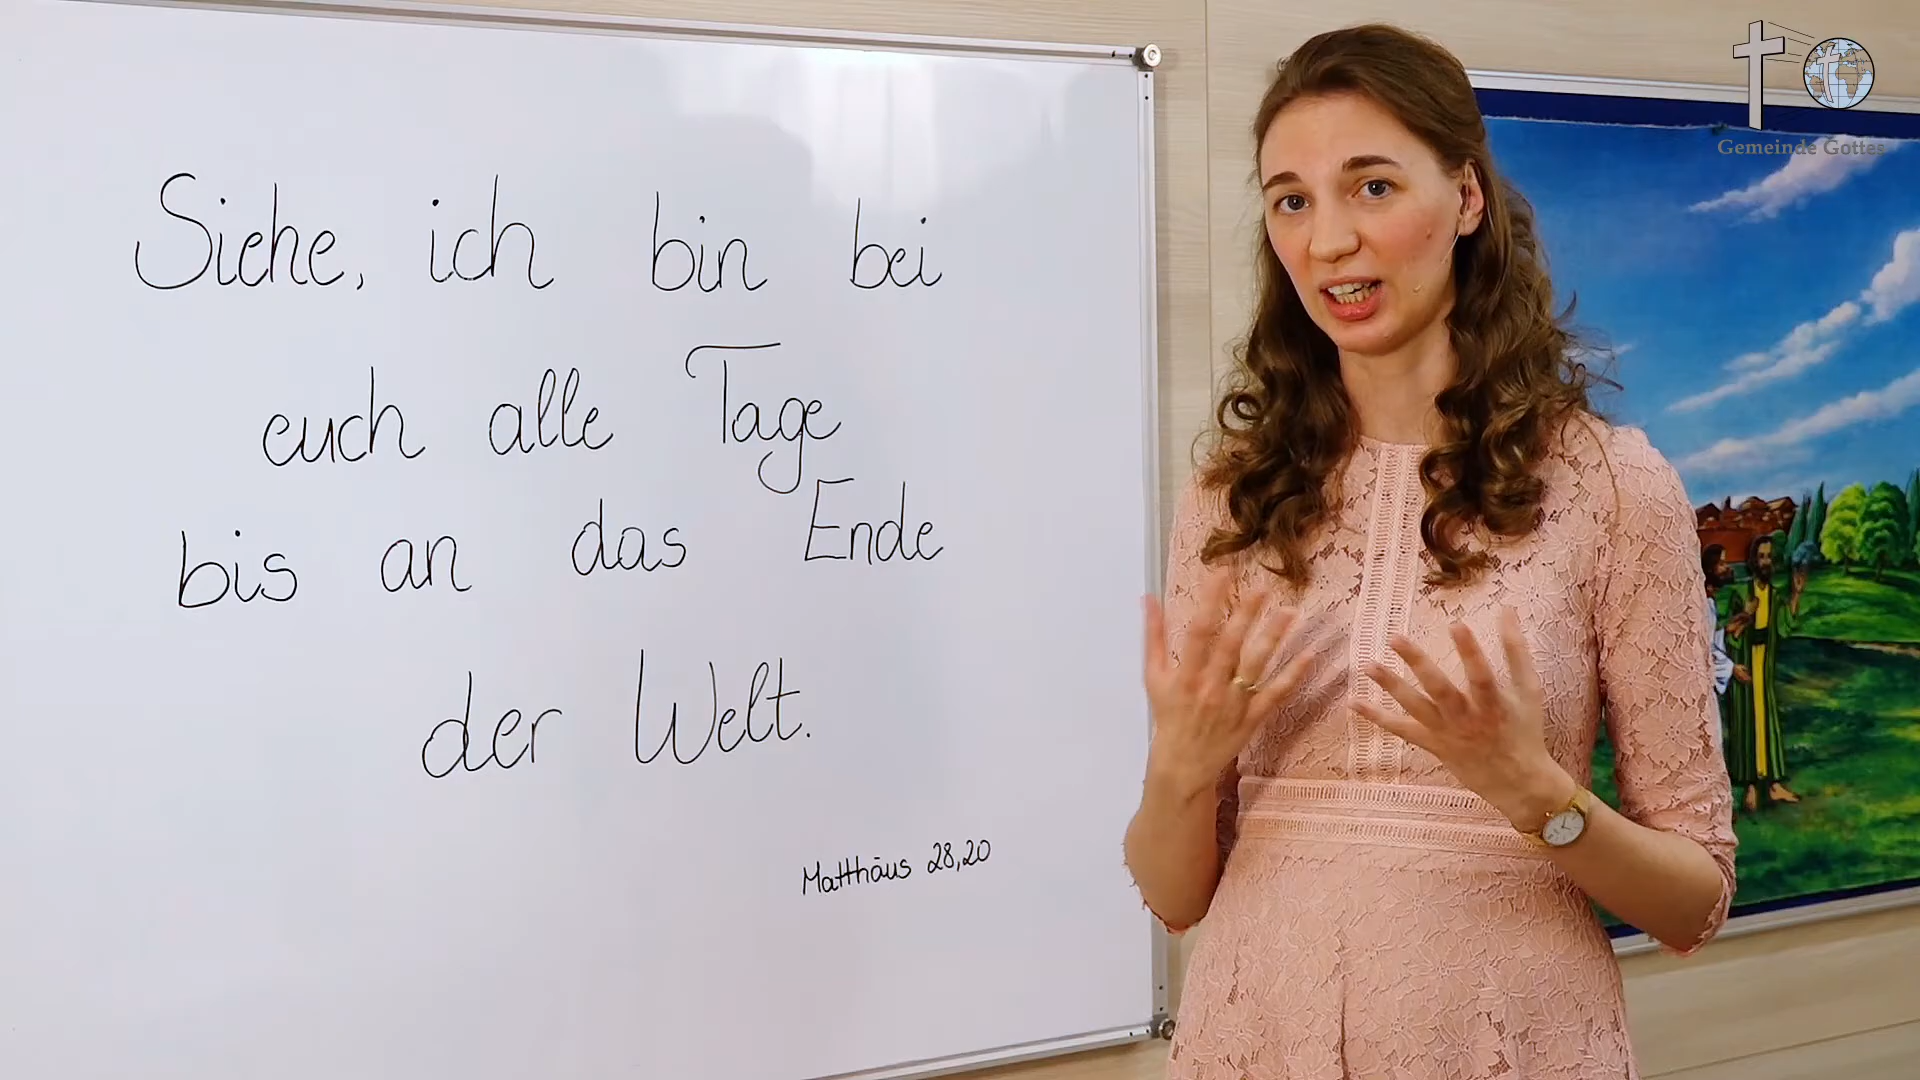 Siehe, ich bin bei
euch alle Tage
bis an das Ende
der Welt.
Matthäus 28,20
Gemeinde Gottes